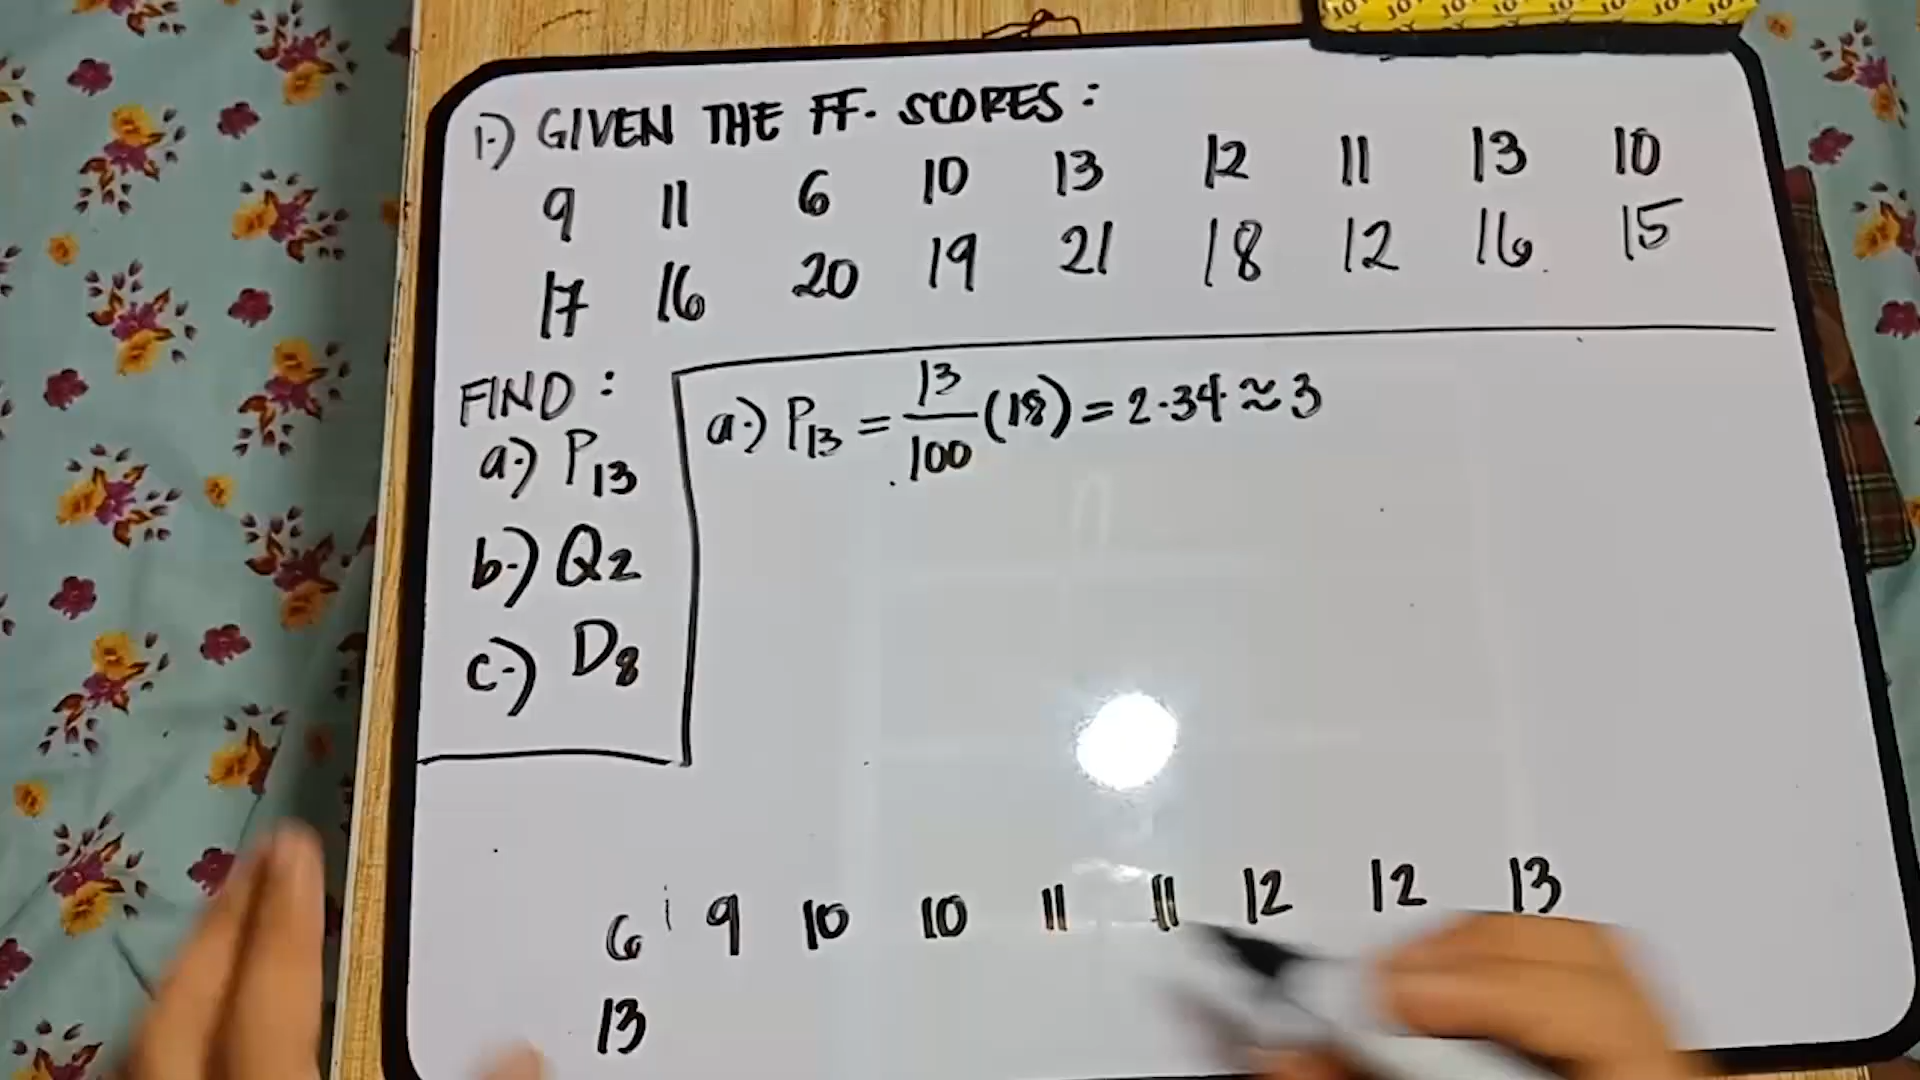 1.) GIVEN THE FF. SCORES:
9 11 6 10 13 12 11 13 10
17 16 20 19 21 18 12 16 15
FIND:
a.) P13
b.) Q2
c.) D8
a.) P13 = 13/100 (18) = 2.34 ≈ 3
6 9 10 10 11 11 12 12 13
13